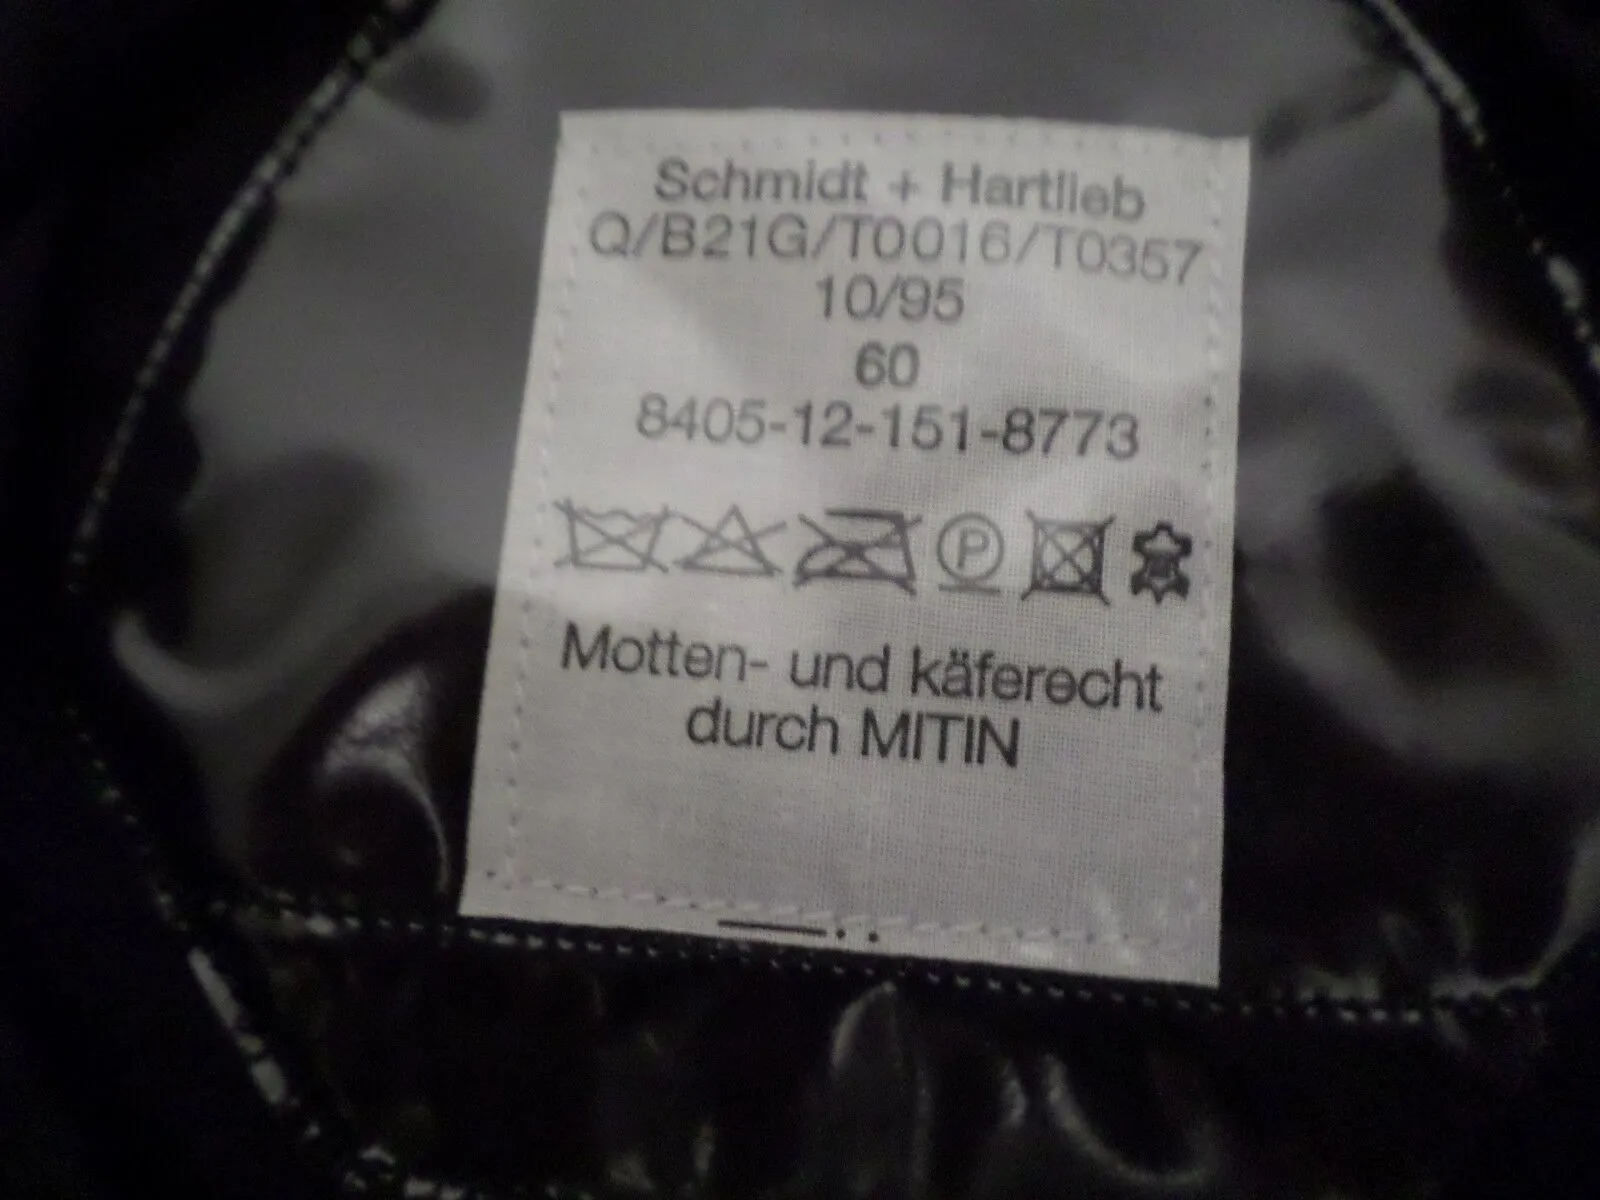 Schmidt + Hartlieb
Q/B21G/T0016/T0357
10/95
60
8405-12-151-8773
P
Motten- und käferecht
durch MITIN